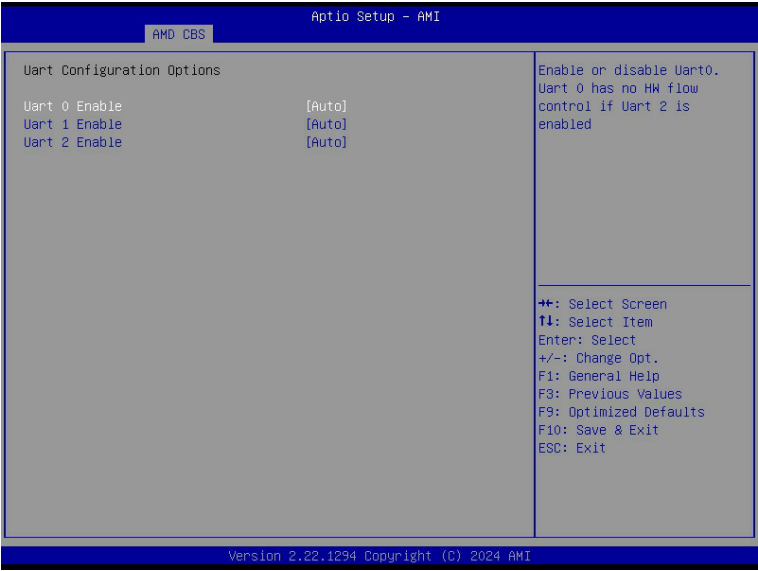 Aptio Setup – AMI
AMD CBS
Uart Configuration Options
Uart 0 Enable [Auto]
Uart 1 Enable [Auto]
Uart 2 Enable [Auto]
Enable or disable Uart0.
Uart 0 has no HW flow
control if Uart 2 is
enabled
→←: Select Screen
↑↓: Select Item
Enter: Select
+/-: Change Opt.
F1: General Help
F3: Previous Values
F9: Optimized Defaults
F10: Save & Exit
ESC: Exit
Version 2.22.1294 Copyright (C) 2024 AMI